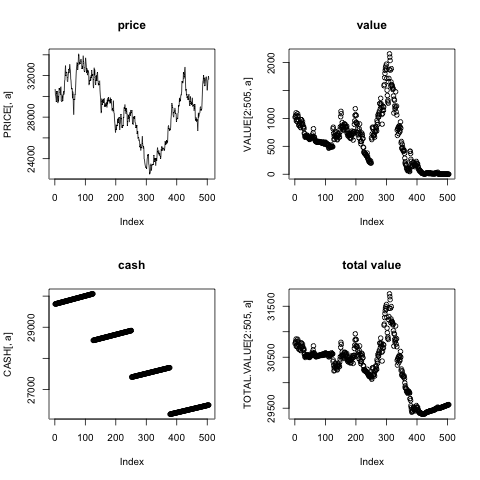 price
PRICE[, a]
24000 28000 32000
0 100 200 300 400 500
Index
value
VALUE[2:505, a]
0 500 1000 2000
0 100 200 300 400 500
Index
cash
CASH[, a]
27000 29000
0 100 200 300 400 500
Index
total value
TOTAL.VALUE[2:505, a]
29500 30500 31500
0 100 200 300 400 500
Index